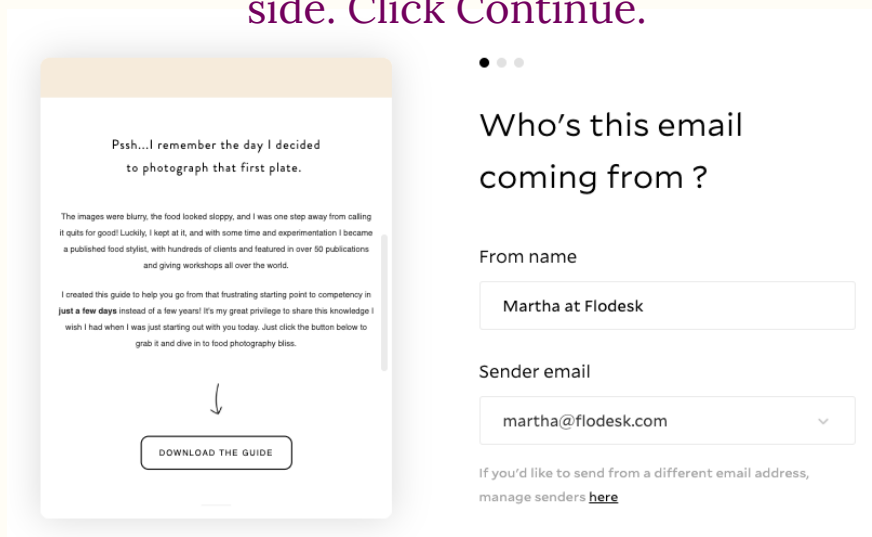 side. Click Continue.
Pssh...I remember the day I decided
to photograph that first plate.
The images were blurry, the food looked sloppy, and I was one step away from calling
it quits for good! Luckily, I kept at it, and with some time and experimentation I became
a published food stylist, with hundreds of clients and featured in over 50 publications
and giving workshops all over the world.
I created this guide to help you go from that frustrating starting point to competency in
just a few days instead of a few years! It's my great privilege to share this knowledge I
wish I had when I was just starting out with you today. Just click the button below to
grab it and dive in to food photography bliss.
DOWNLOAD THE GUIDE
Who's this email
coming from ?
From name
Martha at Flodesk
Sender email
martha@flodesk.com
If you'd like to send from a different email address,
manage senders here